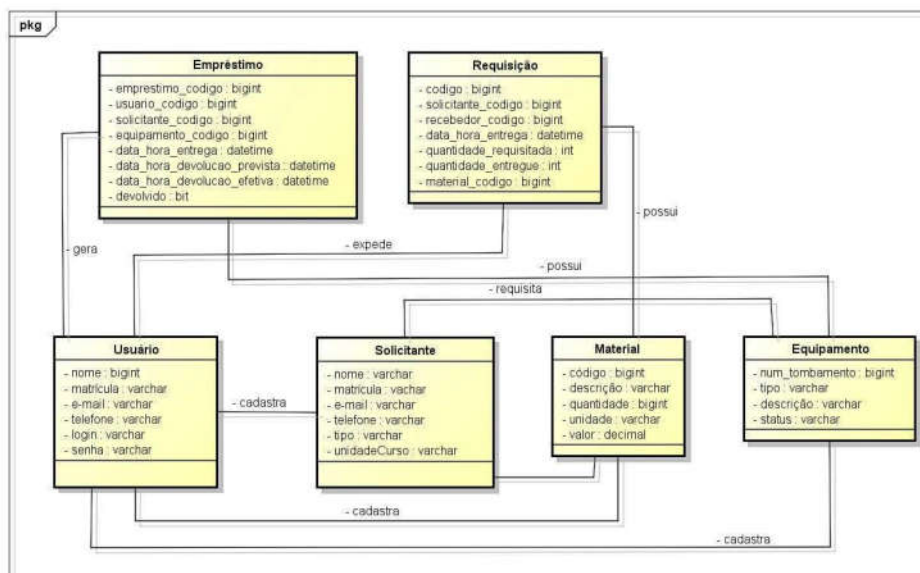 pkg
Empréstimo
- emprestimo_codigo : bigint
- usuario_codigo : bigint
- solicitante_codigo : bigint
- equipamento_codigo : bigint
- data_hora_entrega : datetime
- data_hora_devolucao_prevista : datetime
- data_hora_devolucao_efetiva : datetime
- devolvido : bit
Requisição
- codigo : bigint
- solicitante_codigo : bigint
- recebedor_codigo : bigint
- data_hora_entrega : datetime
- quantidade_requisitada : int
- quantidade_entregue : int
- material_codigo : bigint
- possui
- gera
- expede
- possui
- requisita
Usuário
- nome : bigint
- matrícula : varchar
- e-mail : varchar
- telefone : varchar
- login : varchar
- senha : varchar
- cadastra
Solicitante
- nome : varchar
- matrícula : varchar
- e-mail : varchar
- telefone : varchar
- tipo : varchar
- unidadeCurso : varchar
Material
- código : bigint
- descrição : varchar
- quantidade : bigint
- unidade : varchar
- valor : decimal
Equipamento
- num_tombamento : bigint
- tipo : varchar
- descrição : varchar
- status : varchar
- cadastra
- cadastra